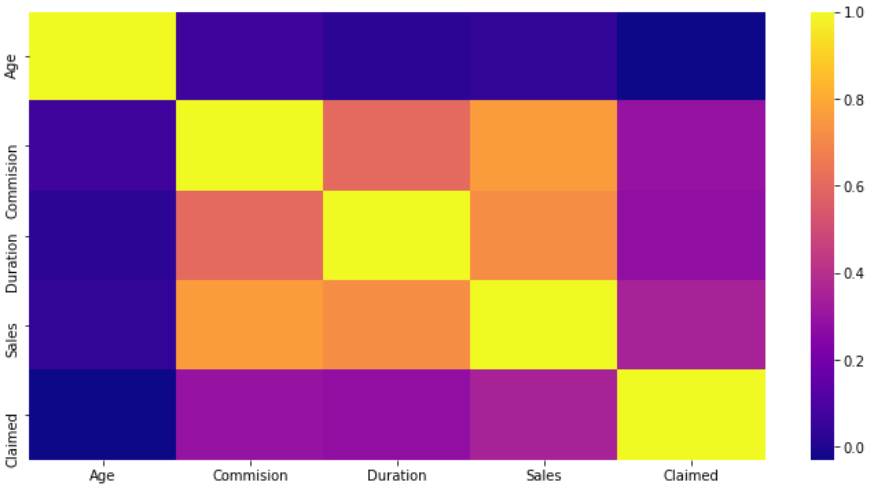 Age
Commision
Duration
Sales
Claimed
Age
Commision
Duration
Sales
Claimed
1.0
0.8
0.6
0.4
0.2
0.0